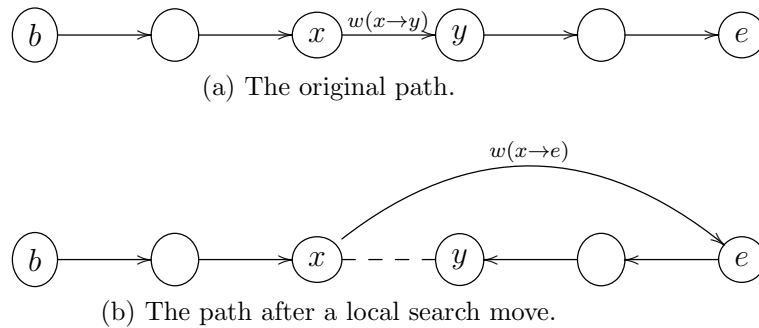 w(x→y)
b x y e
(a) The original path.
w(x→e)
b x y e
(b) The path after a local search move.